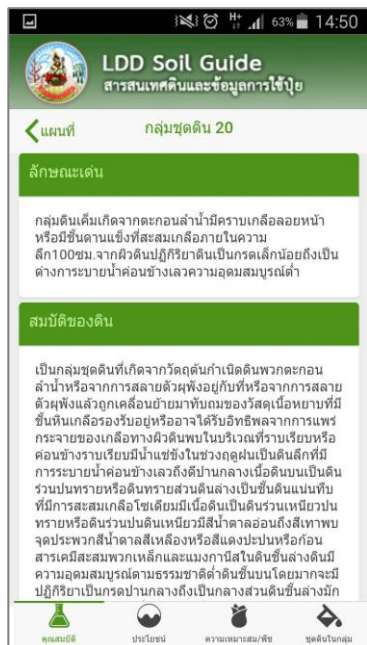 63% 14:50
LDD Soil Guide
สารสนเทศดินและข้อมูลการใช้ปุ๋ย
แผนที่ กลุ่มชุดดิน 20
ลักษณะเด่น
กลุ่มดินเค็มเกิดจากตะกอนลำน้ำมีคราบเกลือลอยหน้า
หรือมีชั้นดานแข็งที่สะสมเกลือภายในความ
ลึก100ซม.จากผิวดินปฏิกิริยาดินเป็นกรดเล็กน้อยถึงเป็น
ด่างการระบายน้ำค่อนข้างเลวความอุดมสมบูรณ์ต่ำ
สมบัติของดิน
เป็นกลุ่มชุดดินที่เกิดจากวัตถุต้นกำเนิดดินพวกตะกอน
ลำน้ำหรือจากการสลายตัวผุพังอยู่กับที่หรือจากการสลาย
ตัวผุพังแล้วถูกเคลื่อนย้ายมาทับถมของวัสดุเนื้อหยาบที่มี
ชั้นหินเกลือรองรับอยู่หรืออาจได้รับอิทธิพลจากการแพร่
กระจายของเกลือทางผิวดินพบในบริเวณที่ราบเรียบหรือ
ค่อนข้างราบเรียบมีน้ำแช่ขังในช่วงฤดูฝนเป็นดินลึกที่มี
การระบายน้ำค่อนข้างเลวถึงดีปานกลางเนื้อดินบนเป็นดิน
ร่วนปนทรายหรือดินทรายส่วนดินล่างเป็นชั้นดินแน่นทึบ
ที่มีการสะสมเกลือโซเดียมมีเนื้อดินเป็นดินร่วนเหนียวปน
ทรายหรือดินร่วนปนดินเหนียวมีสีน้ำตาลอ่อนถึงสีเทาพบ
จุดประพวกสีน้ำตาลสีเหลืองหรือสีแดงปะปนหรือก้อน
สารเคมีสะสมพวกเหล็กและแมงกานีสในดินชั้นล่างดินมี
ความอุดมสมบูรณ์ตามธรรมชาติต่ำดินชั้นบนโดยมากจะมี
ปฏิกิริยาเป็นกรดปานกลางถึงเป็นกลางส่วนดินชั้นล่างมัก
คุณสมบัติ ประโยชน์ ความเหมาะสม/พืช ชุดดินในกลุ่ม